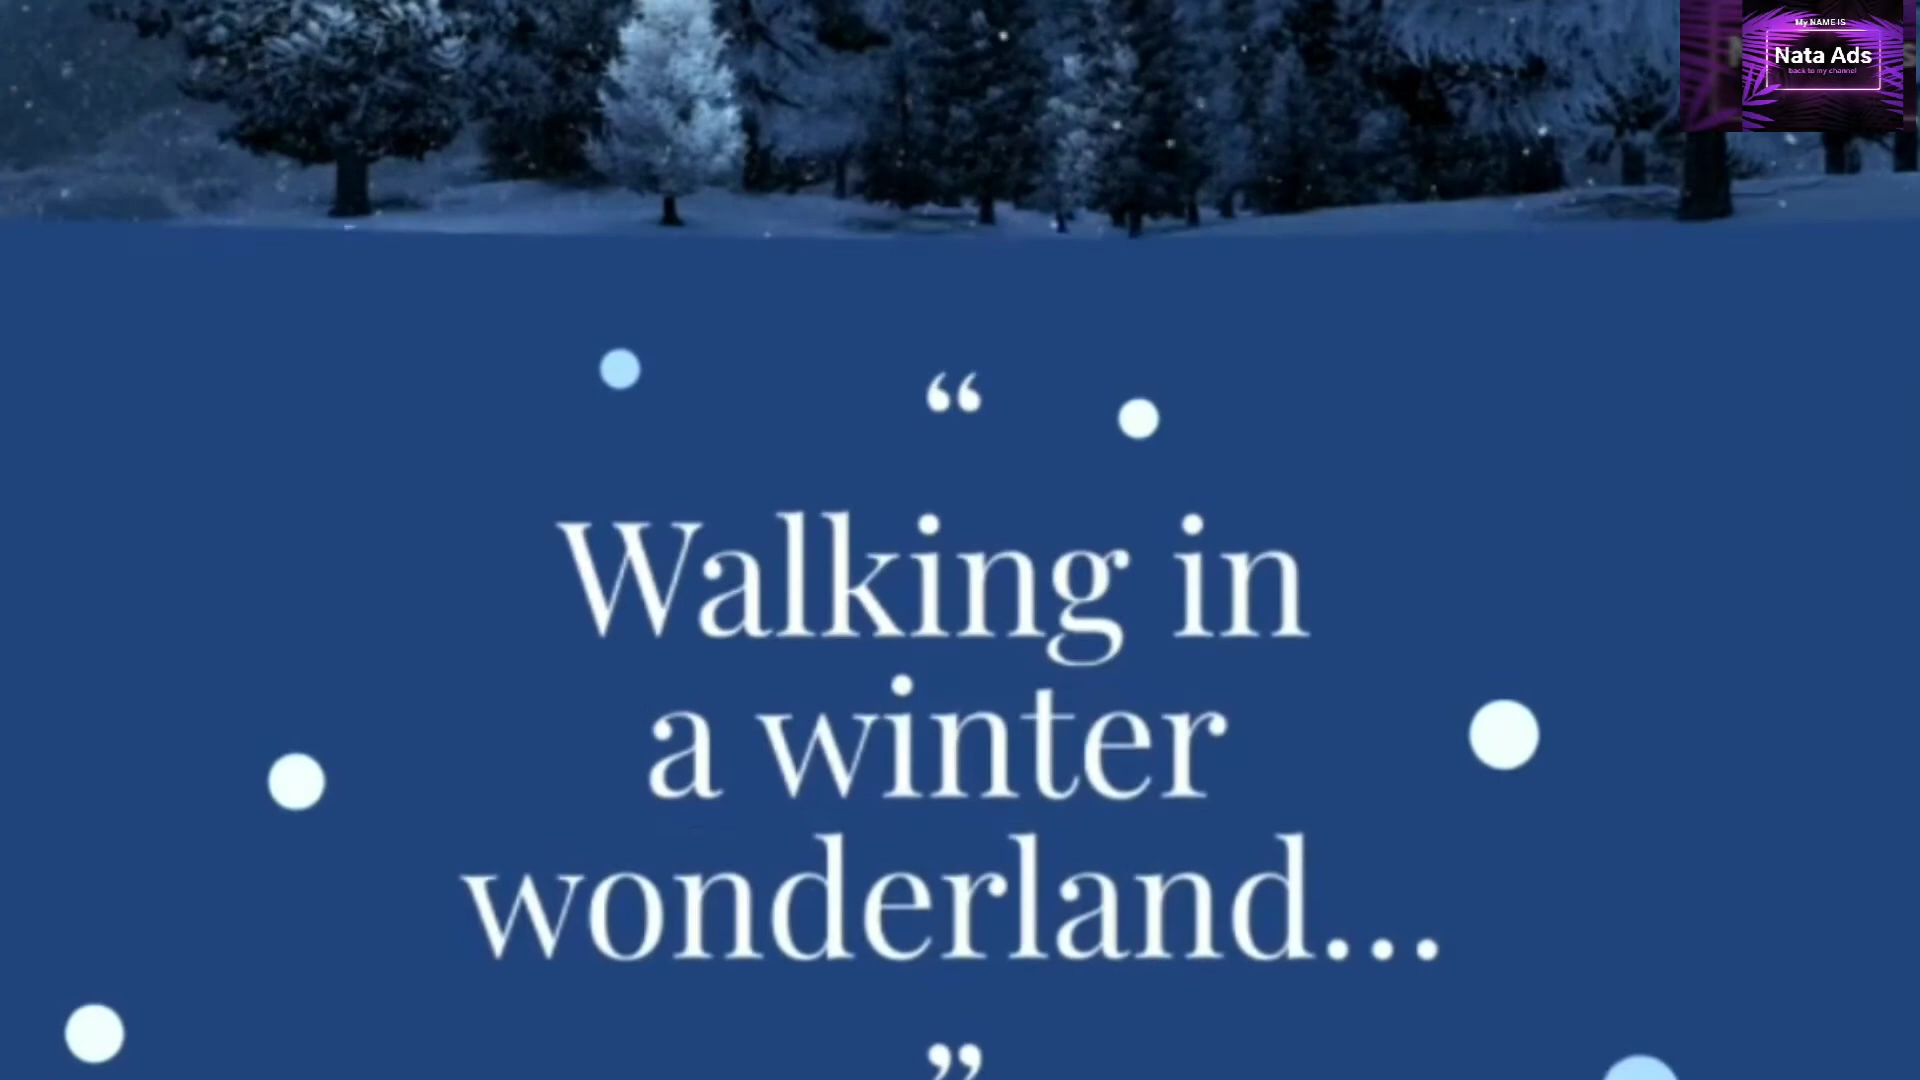 My NAME IS
Nata Ads
back to my channel
“
Walking in
a winter
wonderland...
”